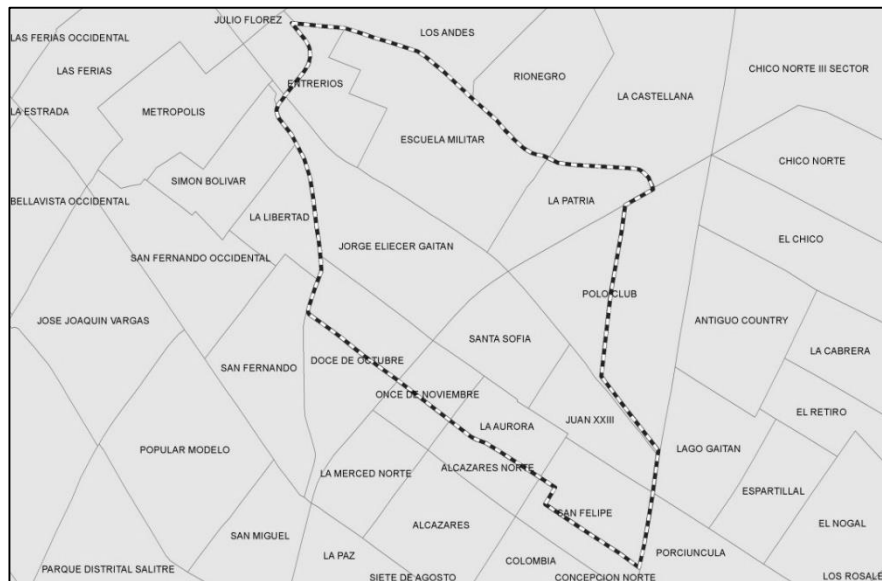 JULIO FLOREZ
LOS ANDES
LAS FERIAS OCCIDENTAL
LAS FERIAS
RIONEGRO
CHICO NORTE III SECTOR
ENTRERIOS
LA CASTELLANA
LA ESTRADA
METROPOLIS
ESCUELA MILITAR
CHICO NORTE
SIMON BOLIVAR
BELLAVISTA OCCIDENTAL
LA PATRIA
LA LIBERTAD
EL CHICO
JORGE ELIECER GAITAN
SAN FERNANDO OCCIDENTAL
POLO CLUB
JOSE JOAQUIN VARGAS
ANTIGUO COUNTRY
SANTA SOFIA
LA CABRERA
DOCE DE OCTUBRE
SAN FERNANDO
ONCE DE NOVIEMBRE
EL RETIRO
JUAN XXIII
LA AURORA
POPULAR MODELO
LAGO GAITAN
ALCAZARES NORTE
LA MERCED NORTE
ESPARTILLAL
SAN FELIPE
ALCAZARES
EL NOGAL
SAN MIGUEL
LA PAZ
PORCIUNCULA
COLOMBIA
PARQUE DISTRITAL SALITRE
SIETE DE AGOSTO
CONCEPCION NORTE
LOS ROSALE